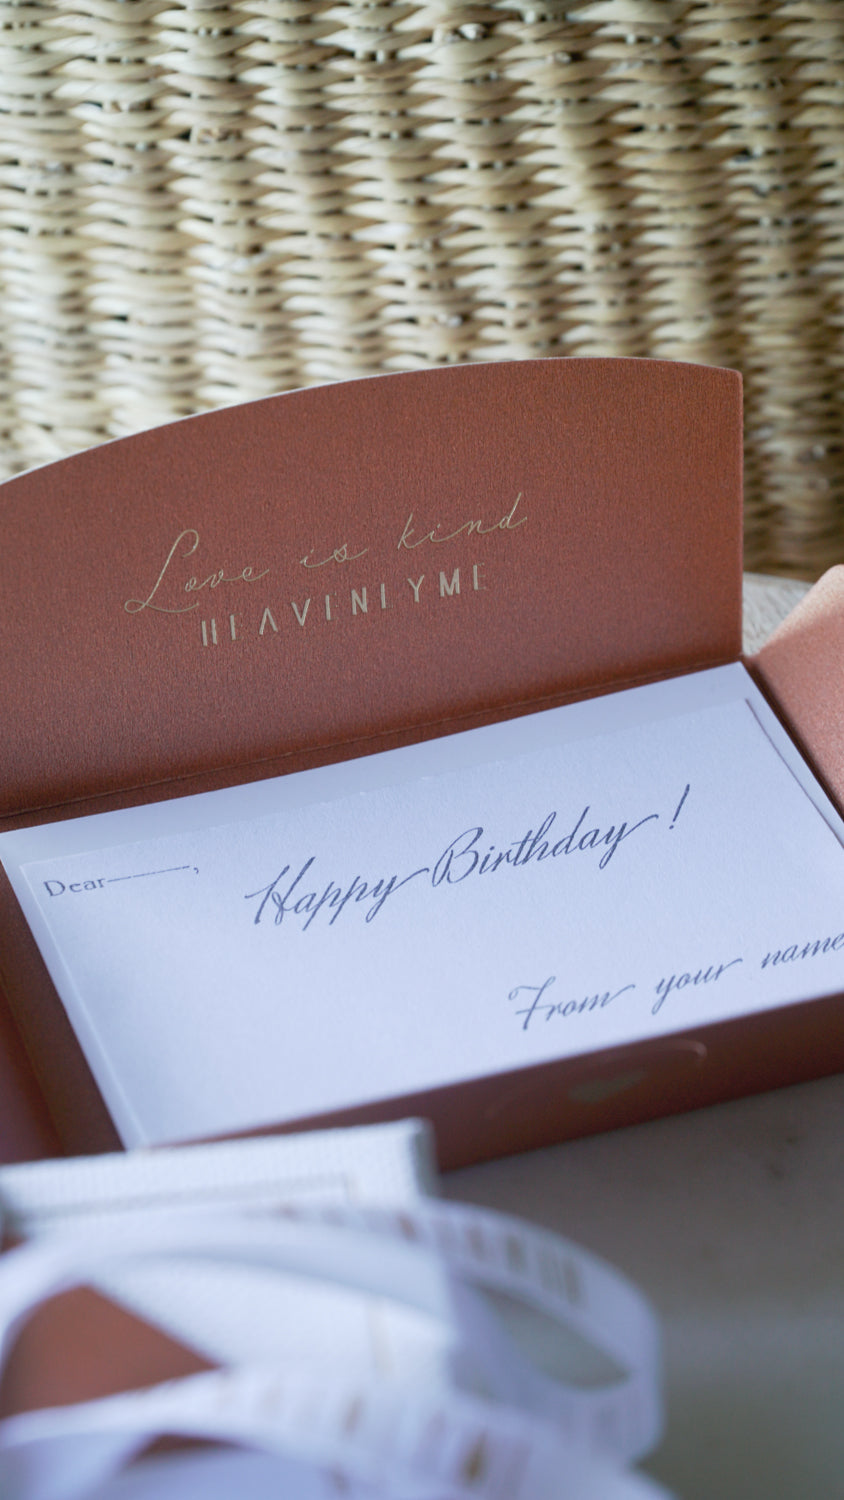 Love is kind
HEAVENLYME
Dear————,
Happy Birthday!
From your name